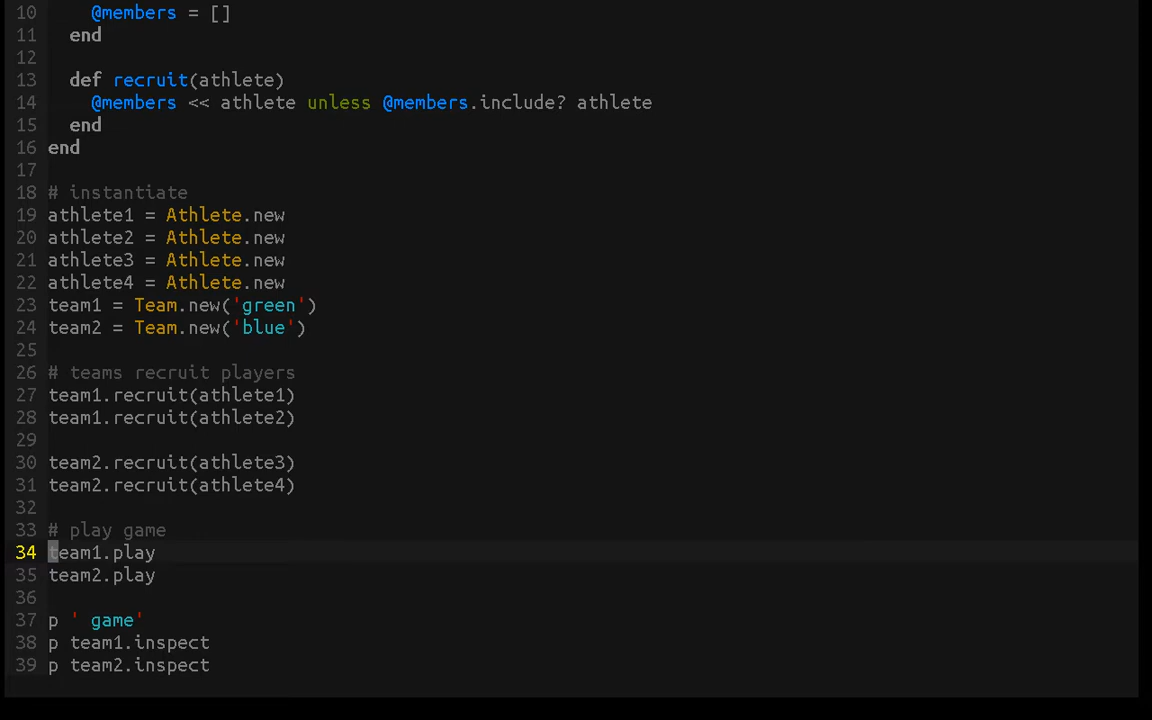 10     @members = []
11   end
12
13   def recruit(athlete)
14     @members << athlete unless @members.include? athlete
15   end
16 end
17
18 # instantiate
19 athlete1 = Athlete.new
20 athlete2 = Athlete.new
21 athlete3 = Athlete.new
22 athlete4 = Athlete.new
23 team1 = Team.new('green')
24 team2 = Team.new('blue')
25
26 # teams recruit players
27 team1.recruit(athlete1)
28 team1.recruit(athlete2)
29
30 team2.recruit(athlete3)
31 team2.recruit(athlete4)
32
33 # play game
34 team1.play
35 team2.play
36
37 p ' game'
38 p team1.inspect
39 p team2.inspect